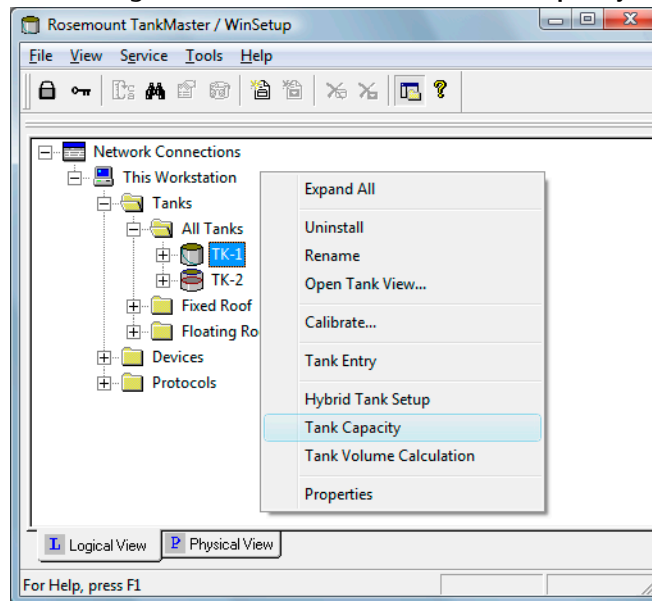 Rosemount TankMaster / WinSetup
File View Service Tools Help
Network Connections
This Workstation
Tanks
All Tanks
TK-1
TK-2
Fixed Roof
Floating Ro
Devices
Protocols
Expand All
Uninstall
Rename
Open Tank View...
Calibrate...
Tank Entry
Hybrid Tank Setup
Tank Capacity
Tank Volume Calculation
Properties
L Logical View P Physical View
For Help, press F1